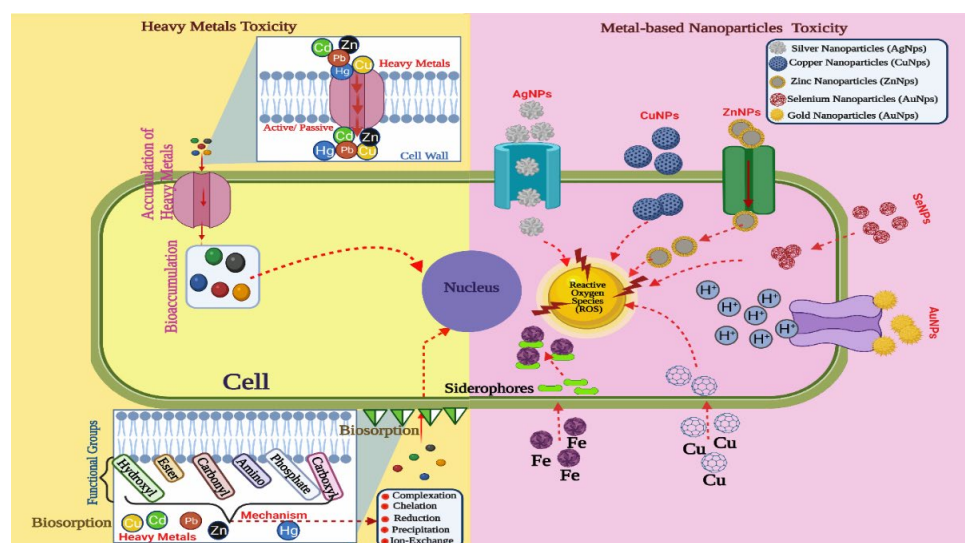 Heavy Metals Toxicity
Cd
Zn
Pb
Hg
Cu
Heavy Metals
Active/ Passive
Cd
Zn
Hg
Pb
Cu
Cell Wall
Accumulation of
Heavy Metals
Bioaccumulation
Nucleus
Cell
Biosorption
Functional Groups
Hydroxyl
Ester
Carbonyl
Amino
Phosphate
Carboxyl
Biosorption
Cu
Cd
Pb
Zn
Mechanism
Hg
Heavy Metals
Complexation
Chelation
Reduction
Precipitation
Ion-Exchange
Metal-based Nanoparticles Toxicity
Silver Nanoparticles (AgNps)
Copper Nanoparticles (CuNps)
Zinc Nanoparticles (ZnNps)
Selenium Nanoparticles (AuNps)
Gold Nanoparticles (AuNps)
AgNPs
CuNPs
ZnNPs
SeNPs
AuNPs
Reactive
Oxygen
Species
(ROS)
H+
H+
H+
H+
H+
H+
H+
Siderophores
Fe
Fe
Fe
Cu
Cu
Cu